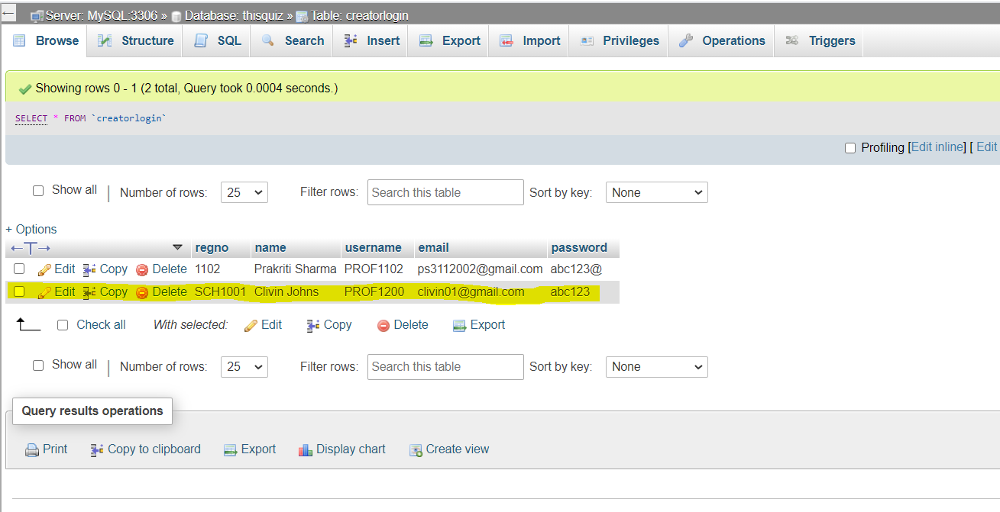 Server: MySQL:3306 » Database: thisquiz » Table: creatorlogin
Browse Structure SQL Search Insert Export Import Privileges Operations Triggers
Showing rows 0 - 1 (2 total, Query took 0.0004 seconds.)
SELECT * FROM `creatorlogin`
Profiling [Edit inline] [ Edit
Show all | Number of rows: 25 Filter rows: Search this table Sort by key: None
+ Options
←T→ regno name username email password
Edit Copy Delete 1102 Prakriti Sharma PROF1102 ps3112002@gmail.com abc123@
Edit Copy Delete SCH1001 Clivin Johns PROF1200 clivin01@gmail.com abc123
Check all With selected: Edit Copy Delete Export
Show all | Number of rows: 25 Filter rows: Search this table Sort by key: None
Query results operations
Print Copy to clipboard Export Display chart Create view